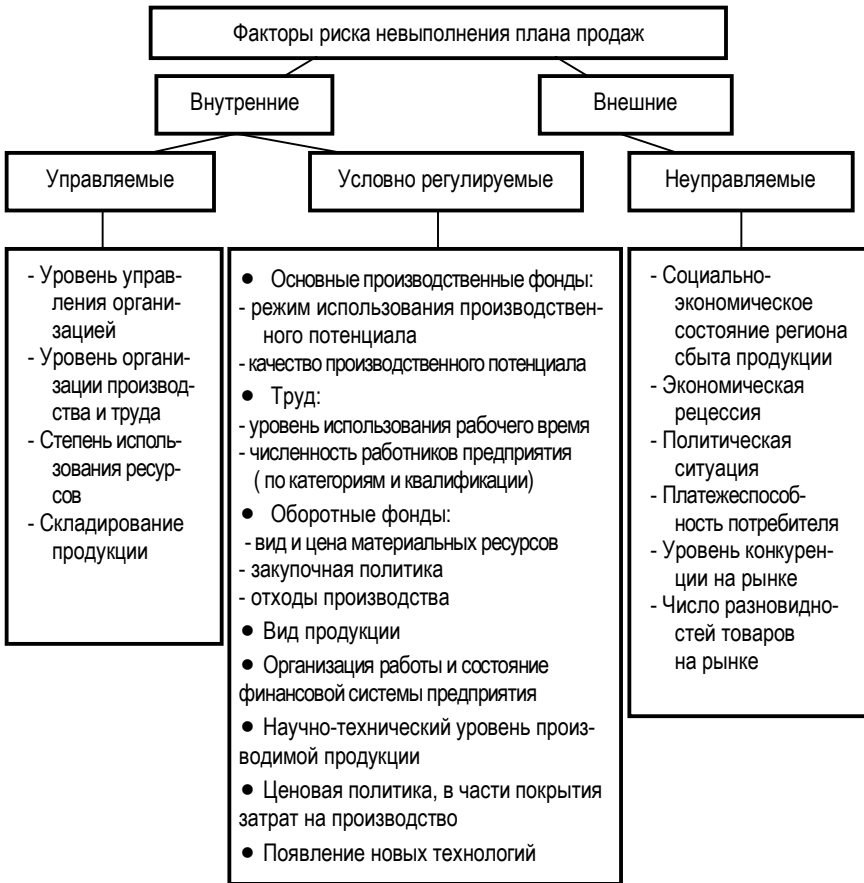 Факторы риска невыполнения плана продаж
Внутренние
Внешние
Управляемые
Условно регулируемые
Неуправляемые
- Уровень управ-
ления органи-
зацией
- Уровень органи-
зации производ-
ства и труда
- Степень исполь-
зования ресур-
сов
- Складирование
продукции
● Основные производственные фонды:
- режим использования производствен-
ного потенциала
- качество производственного потенциала
● Труд:
- уровень использования рабочего время
- численность работников предприятия
( по категориям и квалификации)
● Оборотные фонды:
- вид и цена материальных ресурсов
- закупочная политика
- отходы производства
● Вид продукции
● Организация работы и состояние
финансовой системы предприятия
● Научно-технический уровень произ-
водимой продукции
● Ценовая политика, в части покрытия
затрат на производство
● Появление новых технологий
- Социально-
экономическое
состояние региона
сбыта продукции
- Экономическая
рецессия
- Политическая
ситуация
- Платежеспособ-
ность потребителя
- Уровень конкурен-
ции на рынке
- Число разновидно-
стей товаров
на рынке